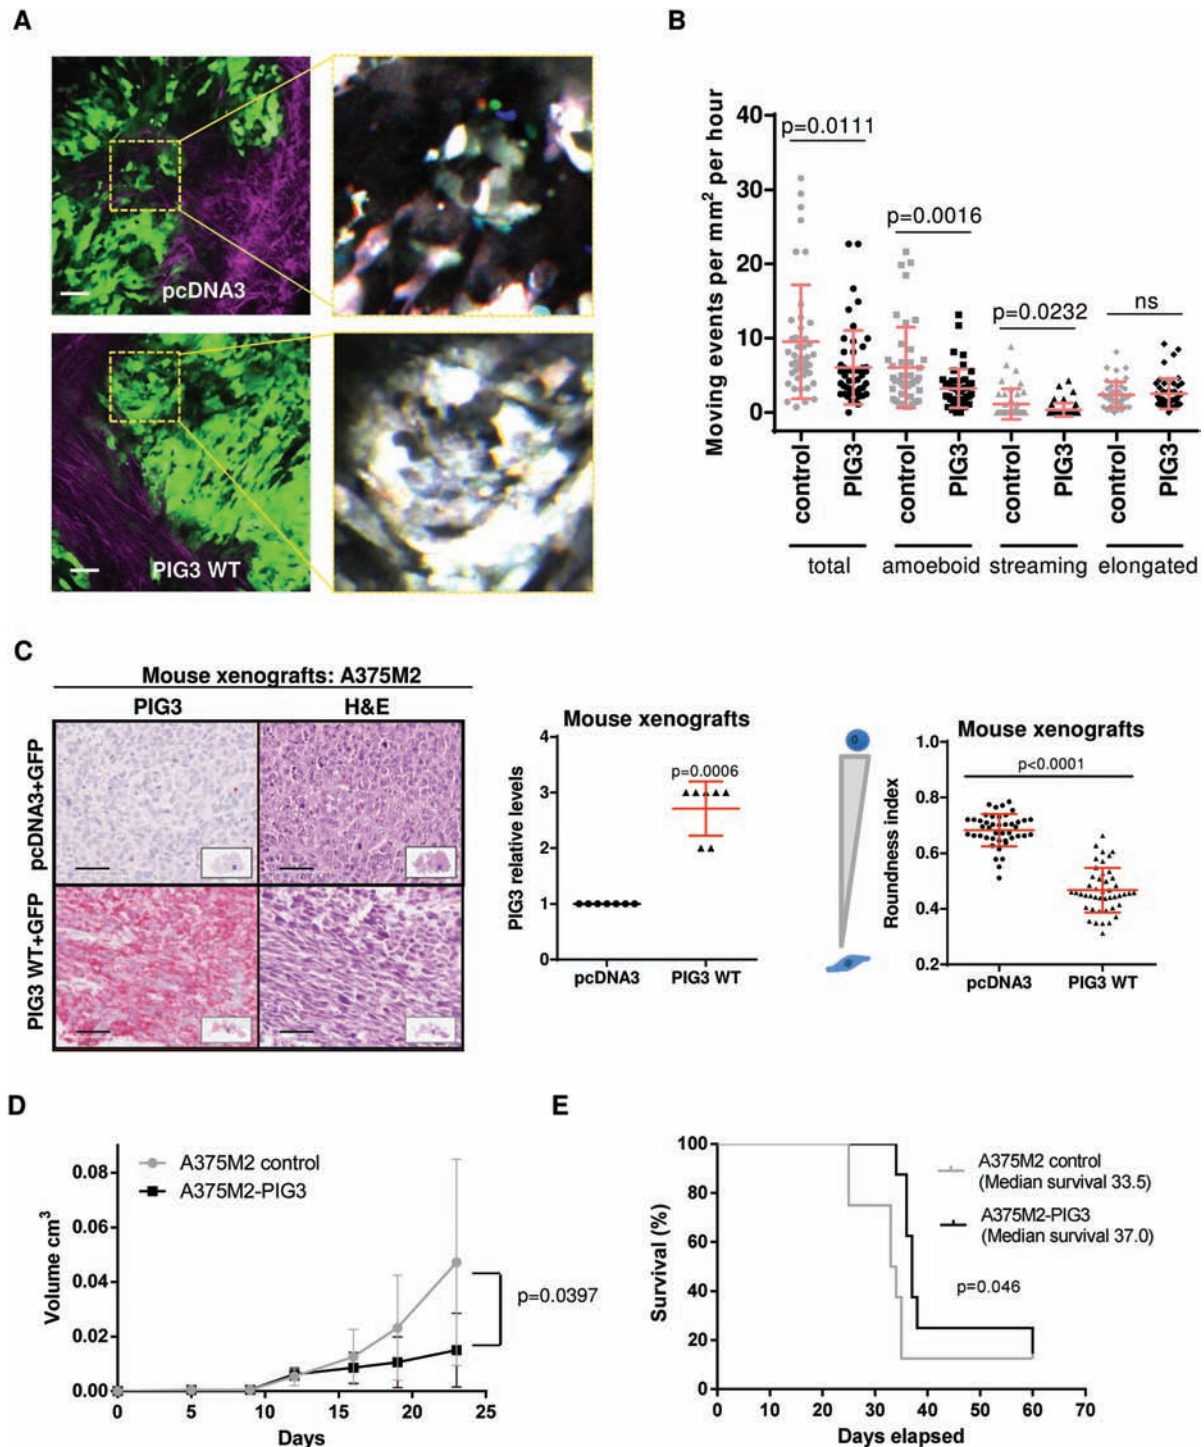 A
pcDNA3
PIG3 WT
B
Moving events per mm² per hour
40
30
20
10
0
p=0.0111
p=0.0016
p=0.0232
ns
control
PIG3
control
PIG3
control
PIG3
control
PIG3
total
amoeboid
streaming
elongated
C
Mouse xenografts: A375M2
PIG3
H&E
pcDNA3+GFP
PIG3 WT+GFP
Mouse xenografts
PIG3 relative levels
4
3
2
1
0
p=0.0006
pcDNA3
PIG3 WT
Mouse xenografts
Roundness index
1.0
0.8
0.6
0.4
0.2
p<0.0001
pcDNA3
PIG3 WT
D
Volume cm³
0.08
0.06
0.04
0.02
0.00
A375M2 control
A375M2-PIG3
p=0.0397
0 5 10 15 20 25
Days
E
Survival (%)
100
80
60
40
20
0
A375M2 control
(Median survival 33.5)
A375M2-PIG3
(Median survival 37.0)
p=0.046
0 10 20 30 40 50 60 70
Days elapsed